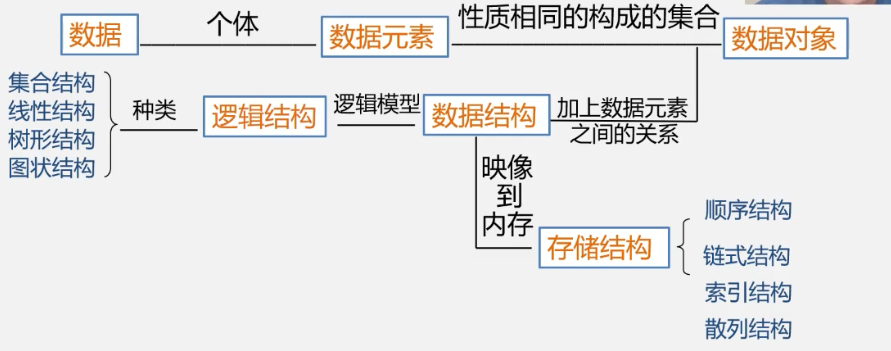 数据
个体
数据元素
性质相同的构成的集合
数据对象
集合结构
线性结构
树形结构
图状结构
种类
逻辑结构
逻辑模型
数据结构
加上数据元素
之间的关系
映像
到
内存
存储结构
顺序结构
链式结构
索引结构
散列结构